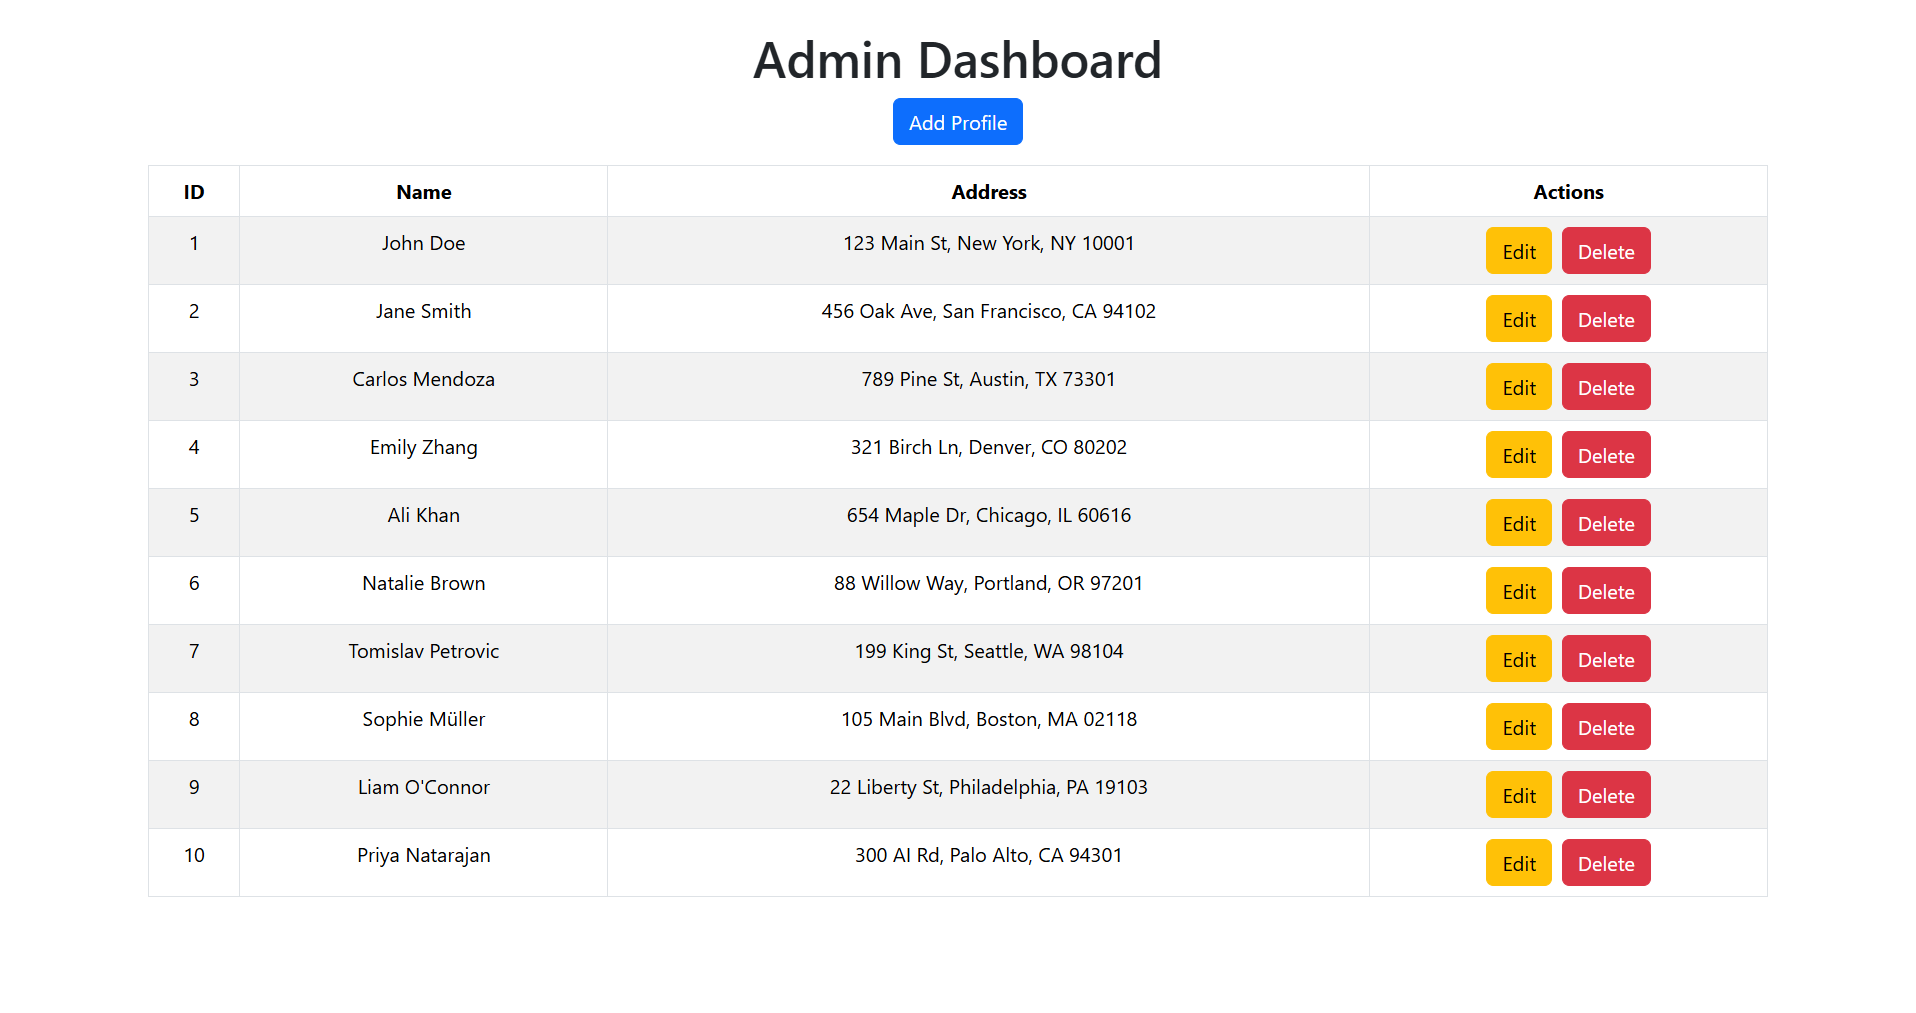 Admin Dashboard
Add Profile
ID Name Address Actions
1 John Doe 123 Main St, New York, NY 10001 Edit Delete
2 Jane Smith 456 Oak Ave, San Francisco, CA 94102 Edit Delete
3 Carlos Mendoza 789 Pine St, Austin, TX 73301 Edit Delete
4 Emily Zhang 321 Birch Ln, Denver, CO 80202 Edit Delete
5 Ali Khan 654 Maple Dr, Chicago, IL 60616 Edit Delete
6 Natalie Brown 88 Willow Way, Portland, OR 97201 Edit Delete
7 Tomislav Petrovic 199 King St, Seattle, WA 98104 Edit Delete
8 Sophie Müller 105 Main Blvd, Boston, MA 02118 Edit Delete
9 Liam O'Connor 22 Liberty St, Philadelphia, PA 19103 Edit Delete
10 Priya Natarajan 300 AI Rd, Palo Alto, CA 94301 Edit Delete